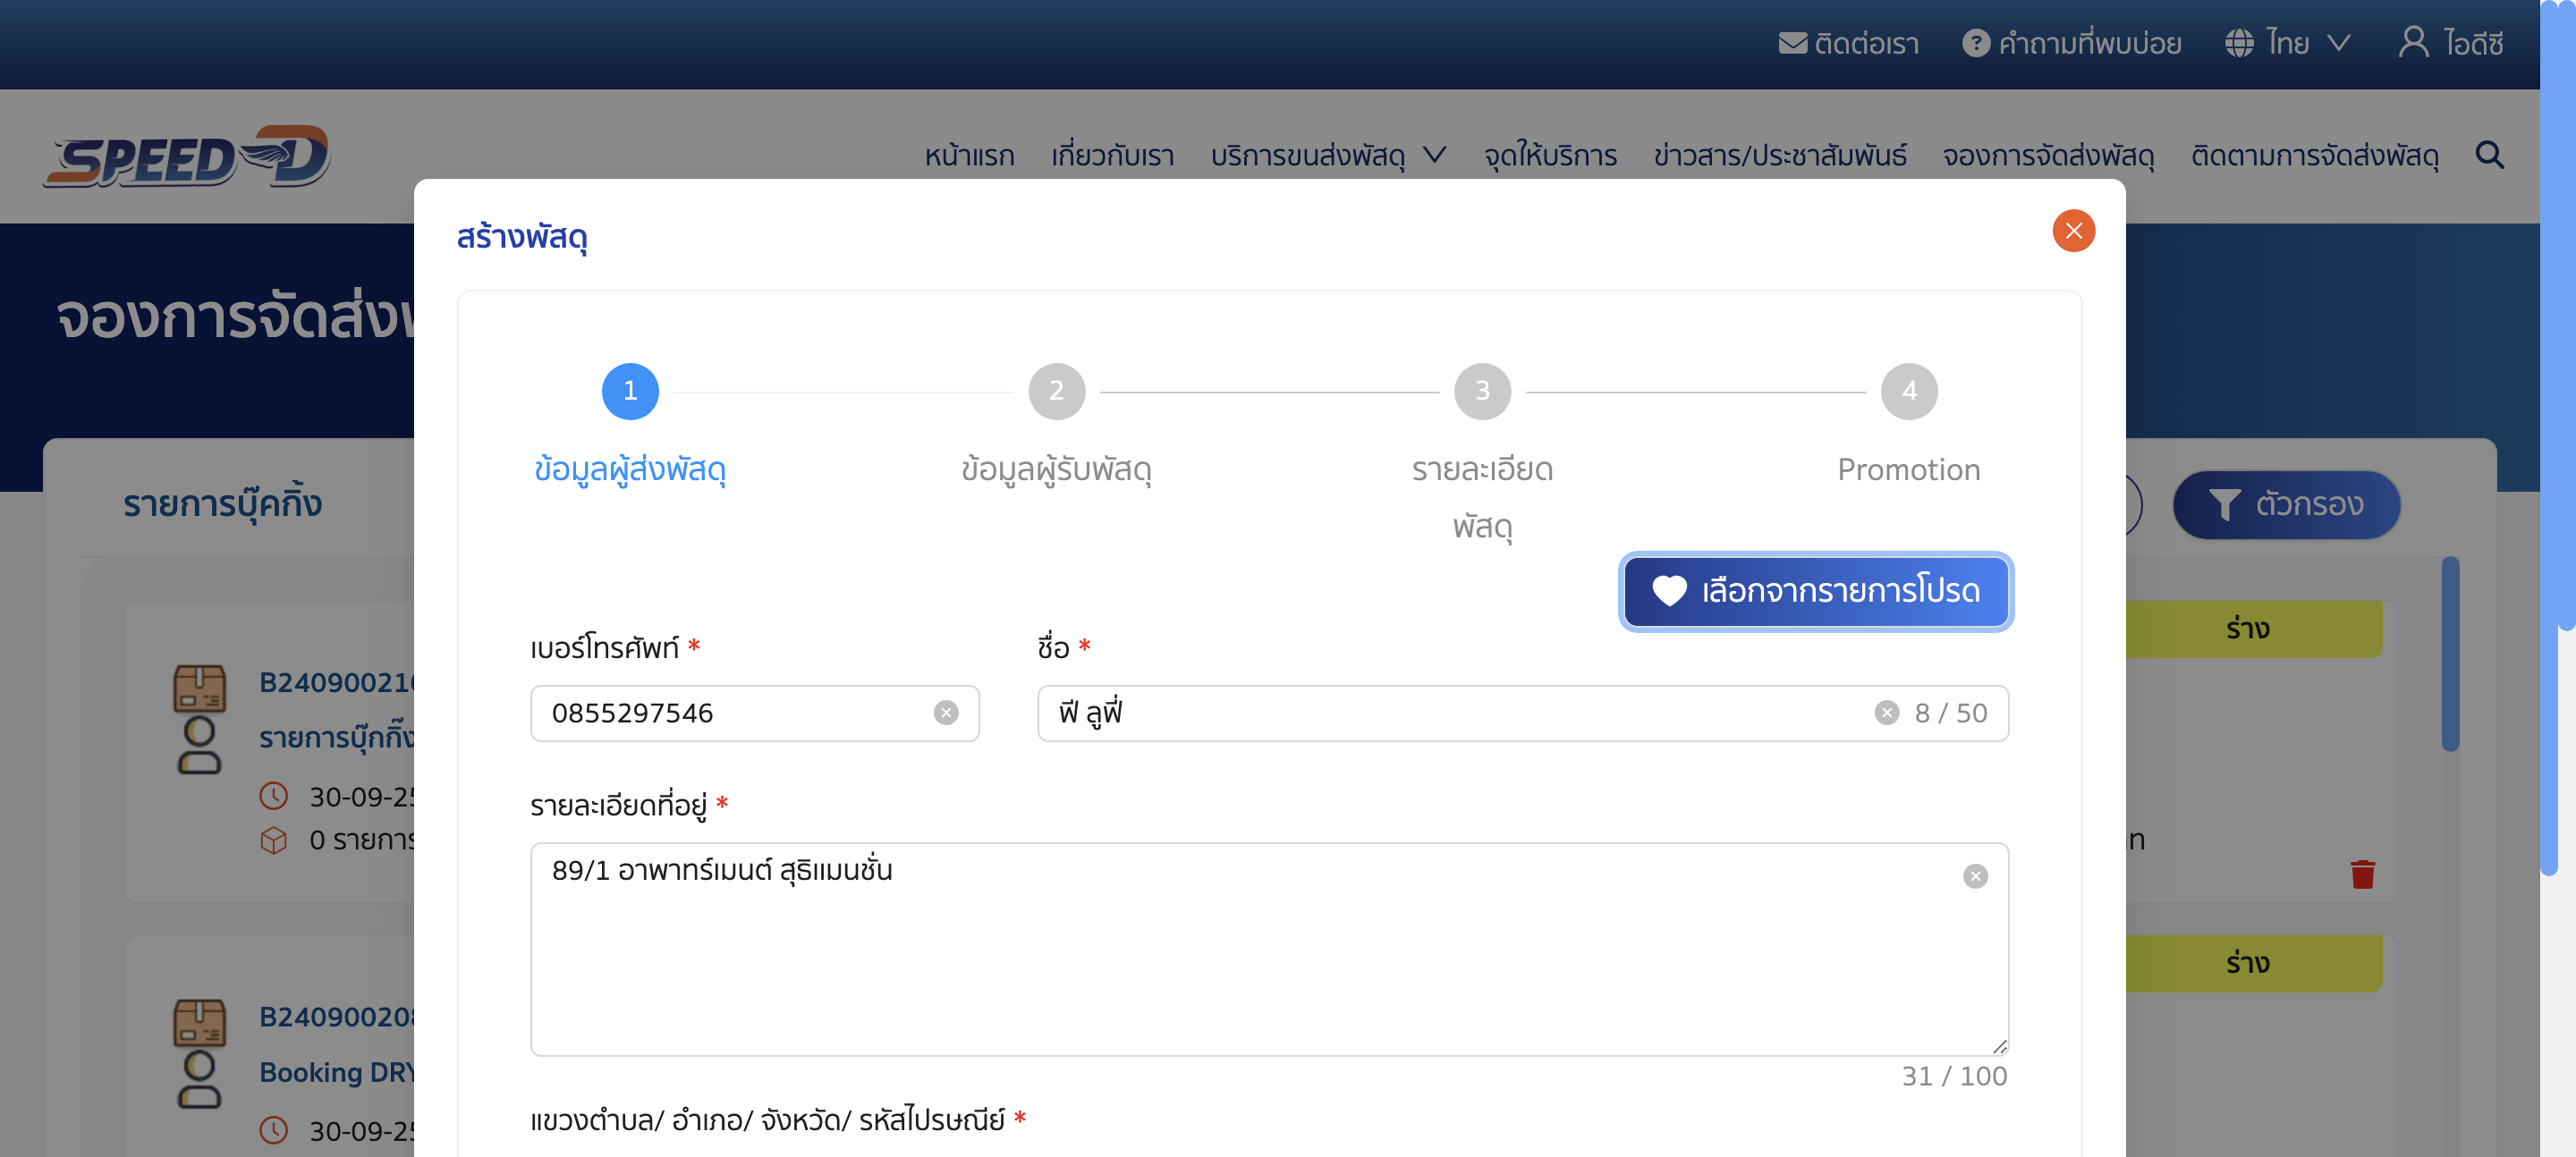 ติดต่อเรา คำถามที่พบบ่อย ไทย ไอดีซี
SPEED-D
หน้าแรก เกี่ยวกับเรา บริการขนส่งพัสดุ จุดให้บริการ ข่าวสาร/ประชาสัมพันธ์ จองการจัดส่งพัสดุ ติดตามการจัดส่งพัสดุ
สร้างพัสดุ
จองการจัดส่ง
1 2 3 4
ข้อมูลผู้ส่งพัสดุ ข้อมูลผู้รับพัสดุ รายละเอียด Promotion
พัสดุ
รายการบุ๊คกิ้ง ตัวกรอง
เลือกจากรายการโปรด
ร่าง
เบอร์โทรศัพท์ * ชื่อ *
B24090021
0855297546 ฟี ลูฟี่ 8 / 50
รายการบุ๊กกิ้ง
30-09-25
รายละเอียดที่อยู่ *
0 รายการ
89/1 อาพาทร์เมนต์ สุธิแมนชั่น
ร่าง
B24090020
Booking DRY
31 / 100
แขวงตำบล/ อำเภอ/ จังหวัด/ รหัสไปรษณีย์ *
30-09-25